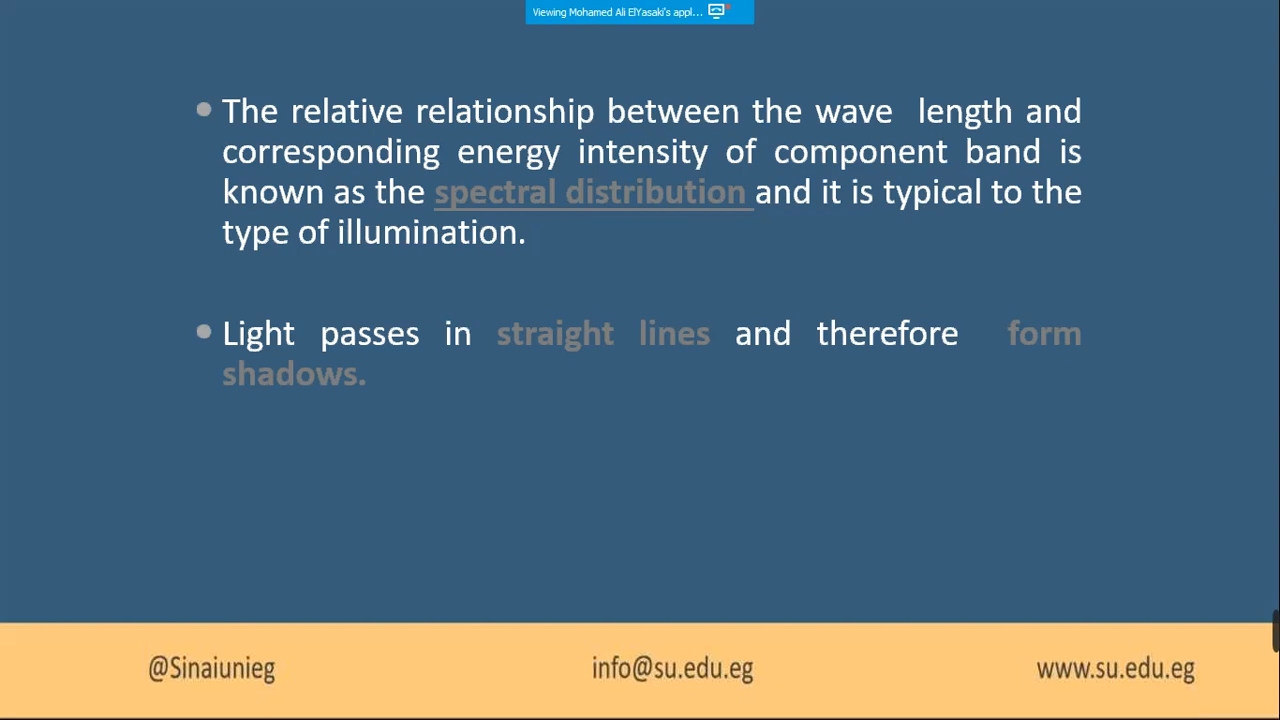 Viewing Mohamed Ali ElYasaki's appl...
The relative relationship between the wave length and
corresponding energy intensity of component band is
known as the spectral distribution and it is typical to the
type of illumination.
Light passes in straight lines and therefore form
shadows.
@Sinaiunieg info@su.edu.eg www.su.edu.eg